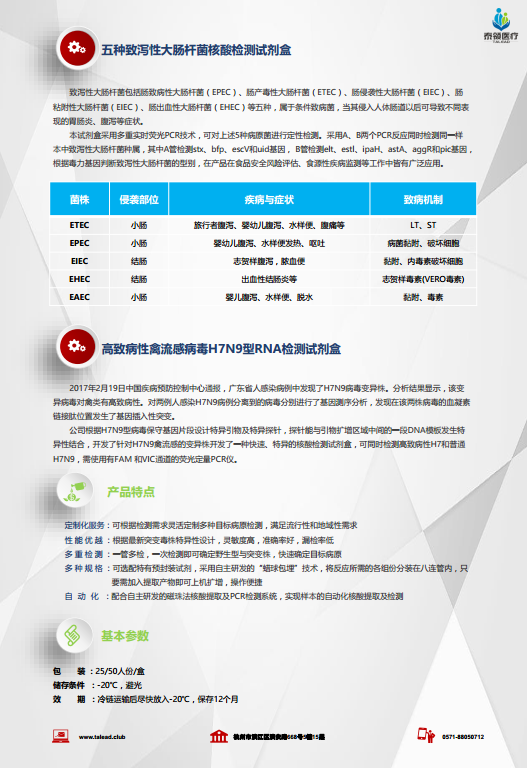 泰领医疗
TALEAD
五种致泻性大肠杆菌核酸检测试剂盒
致泻性大肠杆菌包括肠致病性大肠杆菌（EPEC）、肠产毒性大肠杆菌（ETEC）、肠侵袭性大肠杆菌（EIEC）、肠
粘附性大肠杆菌（EIEC）、肠出血性大肠杆菌（EHEC）等五种，属于条件致病菌，当其侵入人体肠道以后可导致不同表
现的胃肠炎、腹泻等症状。
本试剂盒采用多重实时荧光PCR技术，可对上述5种病原菌进行定性检测。采用A、B两个PCR反应同时检测同一样
本中致泻性大肠杆菌种属，其中A管检测stx、bfp、escV和uid基因，B管检测elt、estl、ipaH、astA、aggR和pic基因，
根据毒力基因判断致泻性大肠杆菌的型别，在产品在食品安全风险评估、食源性疾病监测等工作中皆有广泛应用。
菌株 侵袭部位 疾病与症状 致病机制
ETEC 小肠 旅行者腹泻、婴幼儿腹泻、水样便、腹痛等 LT、ST
EPEC 小肠 婴幼儿腹泻、水样便发热、呕吐 病菌黏附、破坏细胞
EIEC 结肠 志贺样腹泻，脓血便 黏附、内毒素破坏细胞
EHEC 结肠 出血性结肠炎等 志贺样毒素(VERO毒素)
EAEC 小肠 婴儿腹泻、水样便、脱水 黏附、毒素
高致病性禽流感病毒H7N9型RNA检测试剂盒
2017年2月19日中国疾病预防控制中心通报，广东省人感染病例中发现了H7N9病毒变异株。分析结果显示，该变
异病毒对禽类有高致病性。对两例人感染H7N9病例分离到的病毒分别进行了基因测序分析，发现在该两株病毒的血凝素
链接肽位置发生了基因插入性突变。
公司根据H7N9型病毒保守基因片段设计特异引物及特异探针，探针能与引物扩增区域中间的一段DNA模板发生特
异性结合，开发了针对H7N9禽流感的变异株开发了一种快速、特异的核酸检测试剂盒，可同时检测高致病性H7和普通
H7N9，需使用有FAM 和VIC通道的荧光定量PCR仪。
产品特点
定制化服务：可根据检测需求灵活定制多种目标病原检测，满足流行性和地域性需求
性 能 优 越 ：根据最新突变毒株特异性设计，灵敏度高，准确率好，漏检率低
多 重 检 测 ：一管多检，一次检测即可确定野生型与突变株，快速确定目标病原
多 种 规 格 ：可选配特有预封装试剂，采用自主研发的“蜡球包埋”技术，将反应所需的各组份分装在八连管内，只
要需加入提取产物即可上机扩增，操作便捷
自 动 化 ：配合自主研发的磁珠法核酸提取及PCR检测系统，实现样本的自动化核酸提取及检测
基本参数
包 装 ：25/50人份/盒
储存条件 ：-20℃，避光
效 期 ：冷链运输后尽快放入-20℃，保存12个月
www.talead.club
0571-88050712